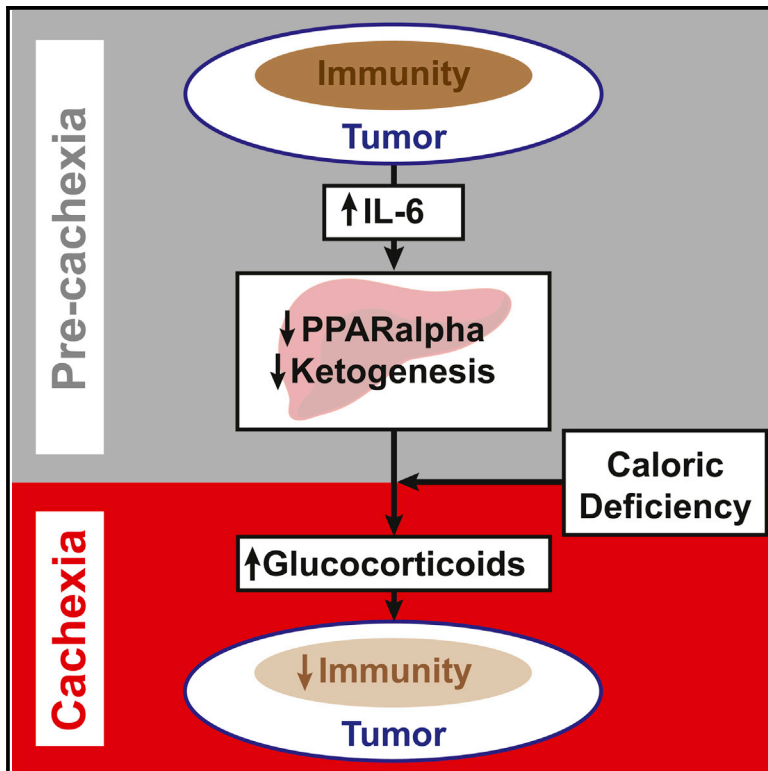 Immunity
Tumor
Pre-cachexia
↑IL-6
↓PPARalpha
↓Ketogenesis
Caloric
Deficiency
Cachexia
↑Glucocorticoids
↓Immunity
Tumor